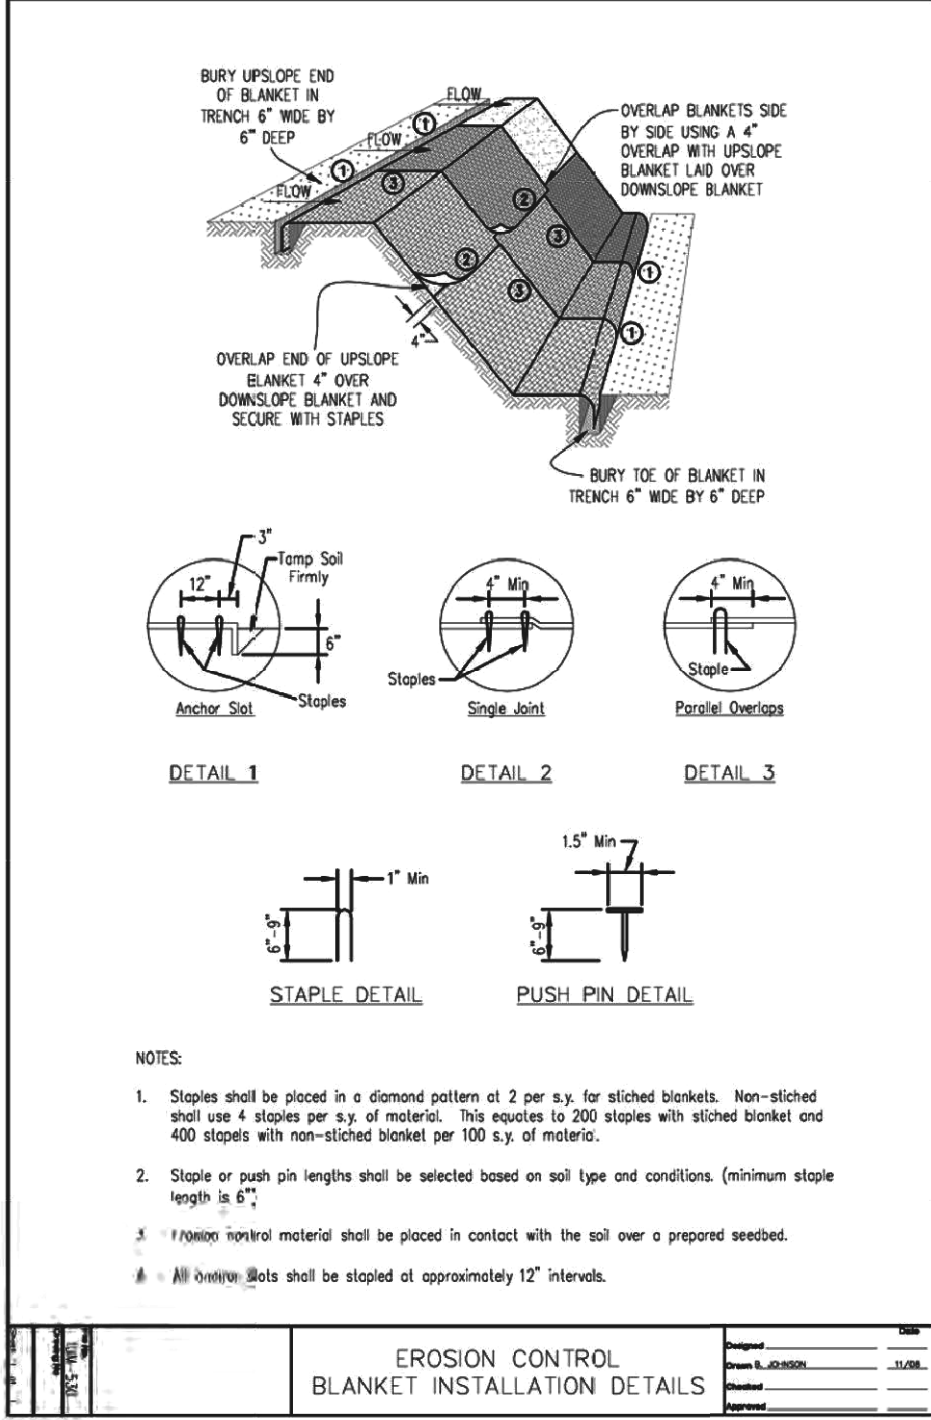 BURY UPSLOPE END
OF BLANKET IN
TRENCH 6" WIDE BY
6" DEEP
FLOW
FLOW
FLOW
1
1
3
2
2
3
3
1
1
OVERLAP BLANKETS SIDE
BY SIDE USING A 4"
OVERLAP WITH UPSLOPE
BLANKET LAID OVER
DOWNSLOPE BLANKET
4"
OVERLAP END OF UPSLOPE
BLANKET 4" OVER
DOWNSLOPE BLANKET AND
SECURE WITH STAPLES
BURY TOE OF BLANKET IN
TRENCH 6" WIDE BY 6" DEEP
3"
12"
Tamp Soil
Firmly
6"
Staples
Anchor Slot
DETAIL 1
4" Min
Staples
Single Joint
DETAIL 2
4" Min
Staple
Parallel Overlaps
DETAIL 3
1" Min
6"-9"
STAPLE DETAIL
1.5" Min
6"-9"
PUSH PIN DETAIL
NOTES:
1. Staples shall be placed in a diamond pattern at 2 per s.y. for stiched blankets. Non-stiched
shall use 4 staples per s.y. of material. This equates to 200 staples with stiched blanket and
400 stapels with non-stiched blanket per 100 s.y. of material.
2. Staple or push pin lengths shall be selected based on soil type and conditions. (minimum staple
length is 6")
3. control material shall be placed in contact with the soil over a prepared seedbed.
All Slots shall be stapled at approximately 12" intervals.
EROSION CONTROL
BLANKET INSTALLATION DETAILS
Date
Designed
Drawn B. JOHNSON 11/08
Checked
Approved